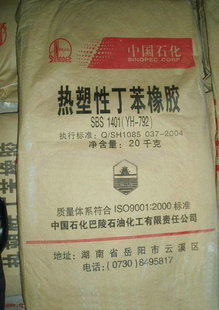 中国石化
SINOPEC CORP
热塑性丁苯橡胶
SBS 1401(YH-792)
执行标准：Q/SH1085 037-2004
净含量：20千克
质量体系符合ISO9001:2000标准
中国石化巴陵石油化工有限责任公司
地址：湖南省岳阳市云溪区
电话：(0730)8495817